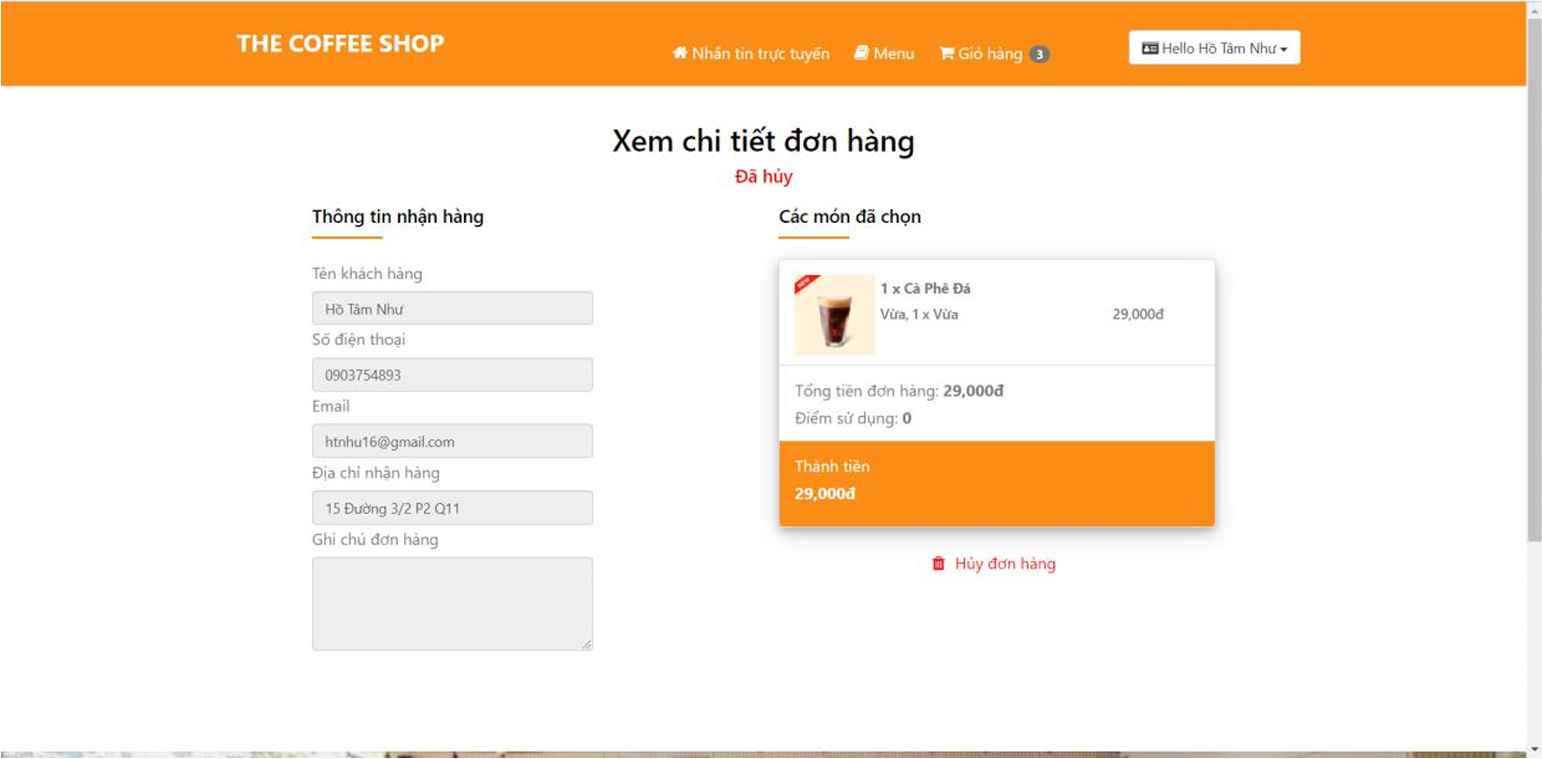 THE COFFEE SHOP
Nhắn tin trực tuyến Menu Giỏ hàng 3
Hello Hồ Tâm Như
Xem chi tiết đơn hàng
Đã hủy
Thông tin nhận hàng
Tên khách hàng
Hồ Tâm Như
Số điện thoại
0903754893
Email
htnhu16@gmail.com
Địa chỉ nhận hàng
15 Đường 3/2 P2 Q11
Ghi chú đơn hàng
Các món đã chọn
NEW
1 x Cà Phê Đá
Vừa, 1 x Vừa 29,000đ
Tổng tiền đơn hàng: 29,000đ
Điểm sử dụng: 0
Thành tiền
29,000đ
Hủy đơn hàng